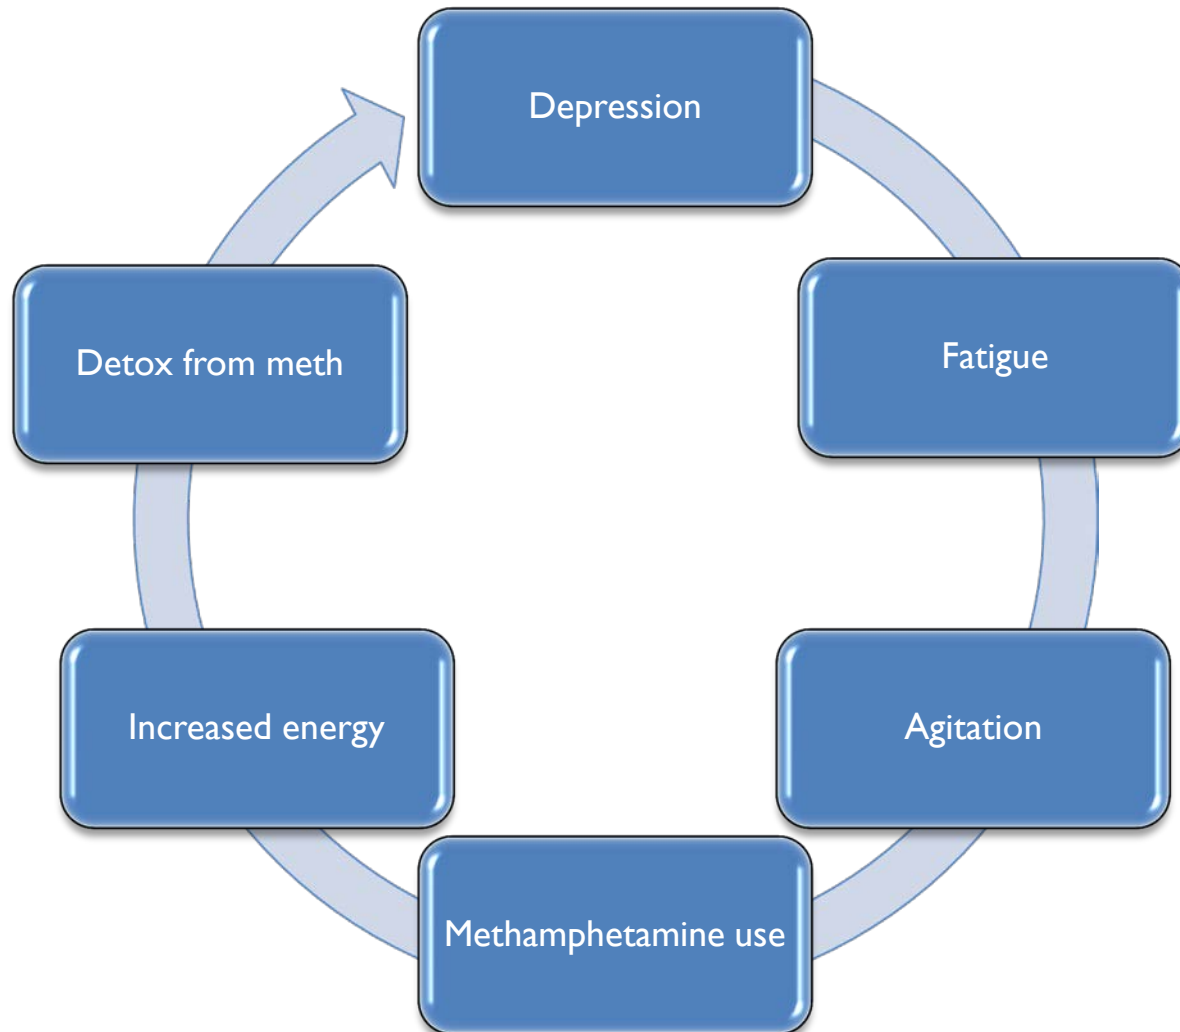 Depression
Fatigue
Agitation
Methamphetamine use
Increased energy
Detox from meth